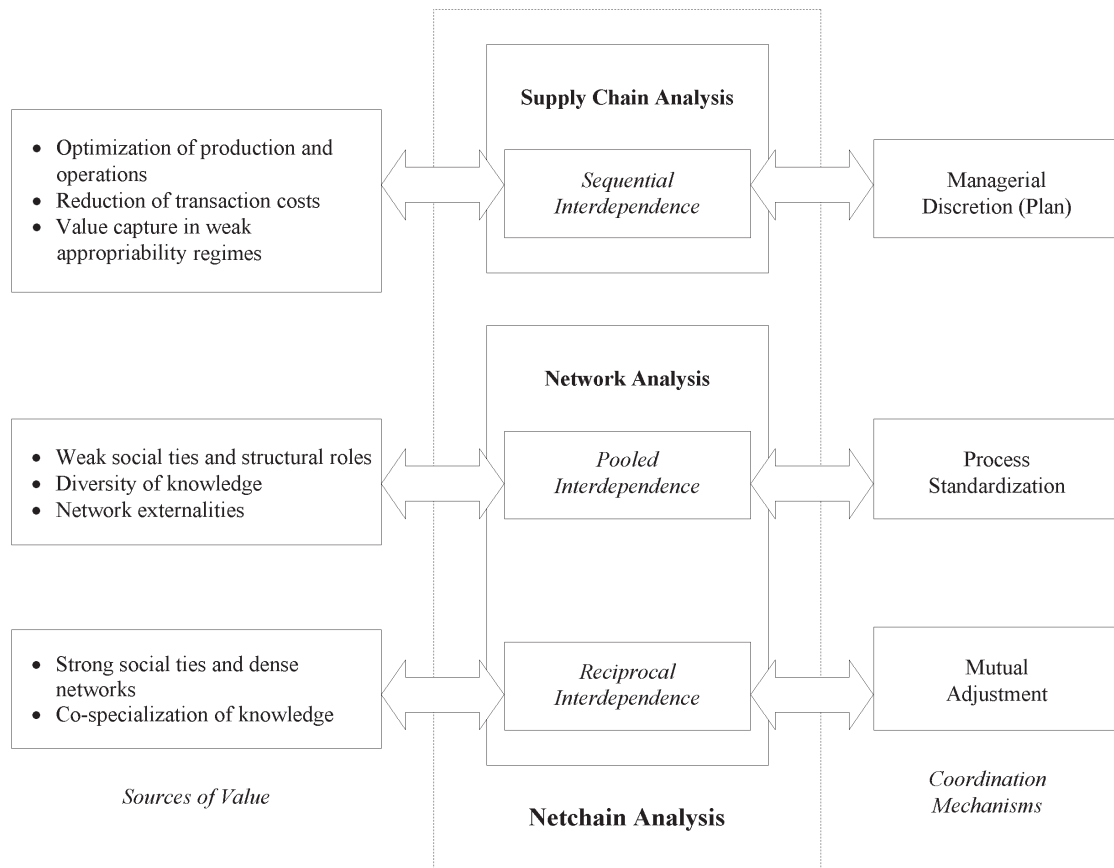 Supply Chain Analysis
• Optimization of production and
operations
• Reduction of transaction costs
• Value capture in weak
appropriability regimes
Sequential
Interdependence
Managerial
Discretion (Plan)
Network Analysis
• Weak social ties and structural roles
• Diversity of knowledge
• Network externalities
Pooled
Interdependence
Process
Standardization
• Strong social ties and dense
networks
• Co-specialization of knowledge
Reciprocal
Interdependence
Mutual
Adjustment
Sources of Value
Netchain Analysis
Coordination
Mechanisms